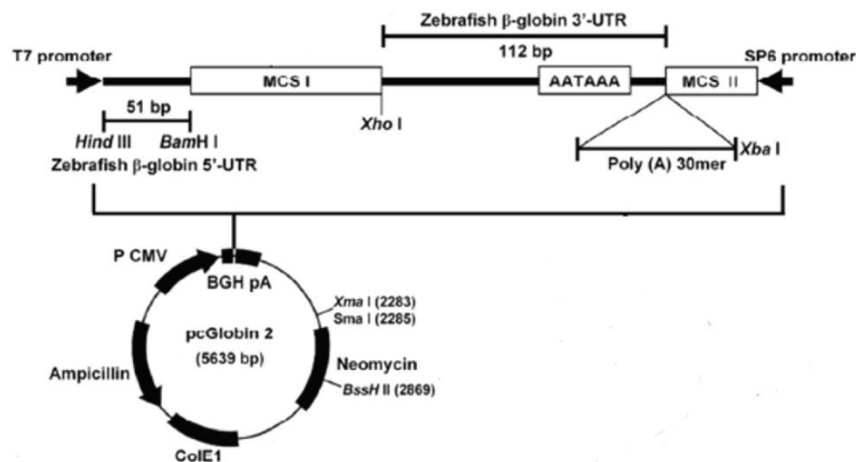 Zebrafish β-globin 3'-UTR
T7 promoter
112 bp
SP6 promoter
MCS I
AATAAA
MCS II
51 bp
Xho I
Hind III
BamH I
Xba I
Zebrafish β-globin 5'-UTR
Poly (A) 30mer
P CMV
BGH pA
Xma I (2283)
Sma I (2285)
pcGlobin 2
(5639 bp)
Neomycin
Ampicillin
BssH II (2869)
ColE1